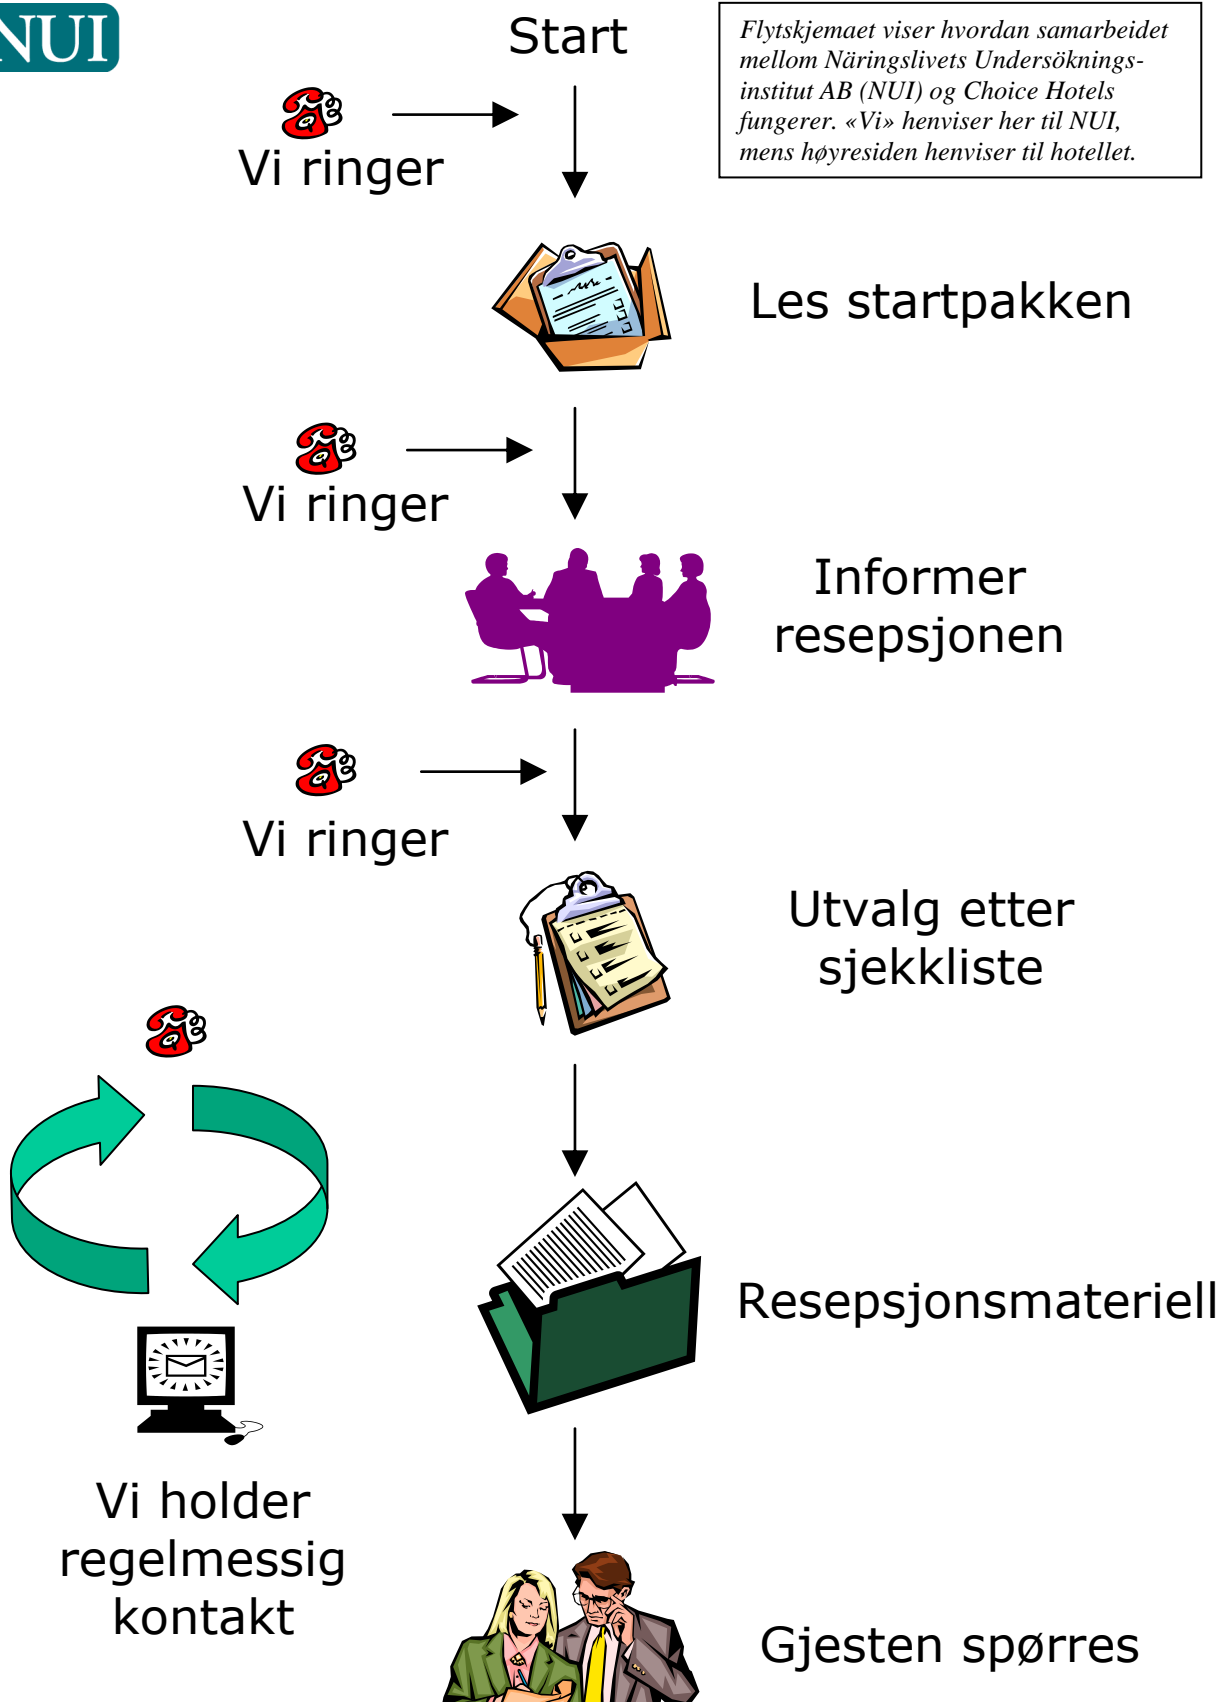 NUI
Start
Flytskjemaet viser hvordan samarbeidet
mellom Näringslivets Undersöknings-
institut AB (NUI) og Choice Hotels
fungerer. «Vi» henviser her til NUI,
mens høyresiden henviser til hotellet.
Vi ringer
Les startpakken
Vi ringer
Informer
resepsjonen
Vi ringer
Utvalg etter
sjekkliste
Resepsjonsmateriell
Vi holder
regelmessig
kontakt
Gjesten spørres